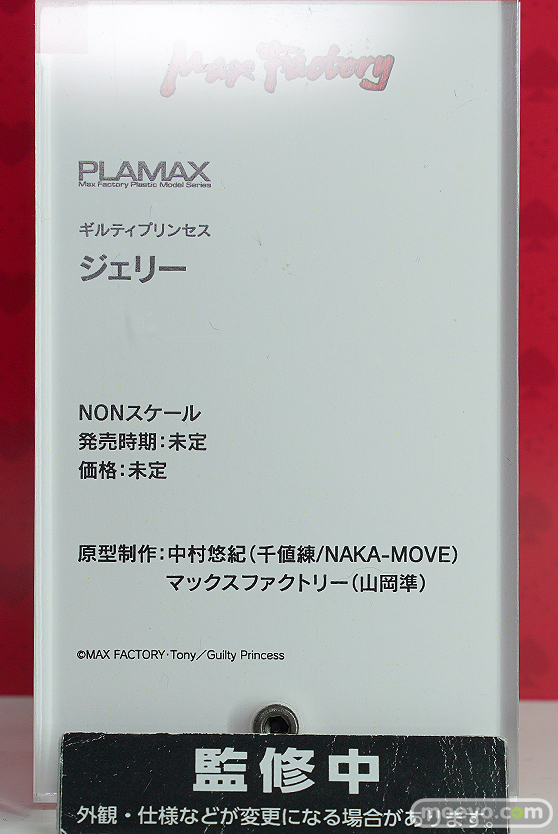 Max Factory
PLAMAX
Max Factory Plastic Model Series
ギルティプリンセス
ジェリー
NONスケール
発売時期：未定
価格：未定
原型制作：中村悠紀（千値練/NAKA-MOVE）
マックスファクトリー（山岡準）
©MAX FACTORY・Tony／Guilty Princess
監修中
外観・仕様などが変更になる場合があります。
moeyo.com